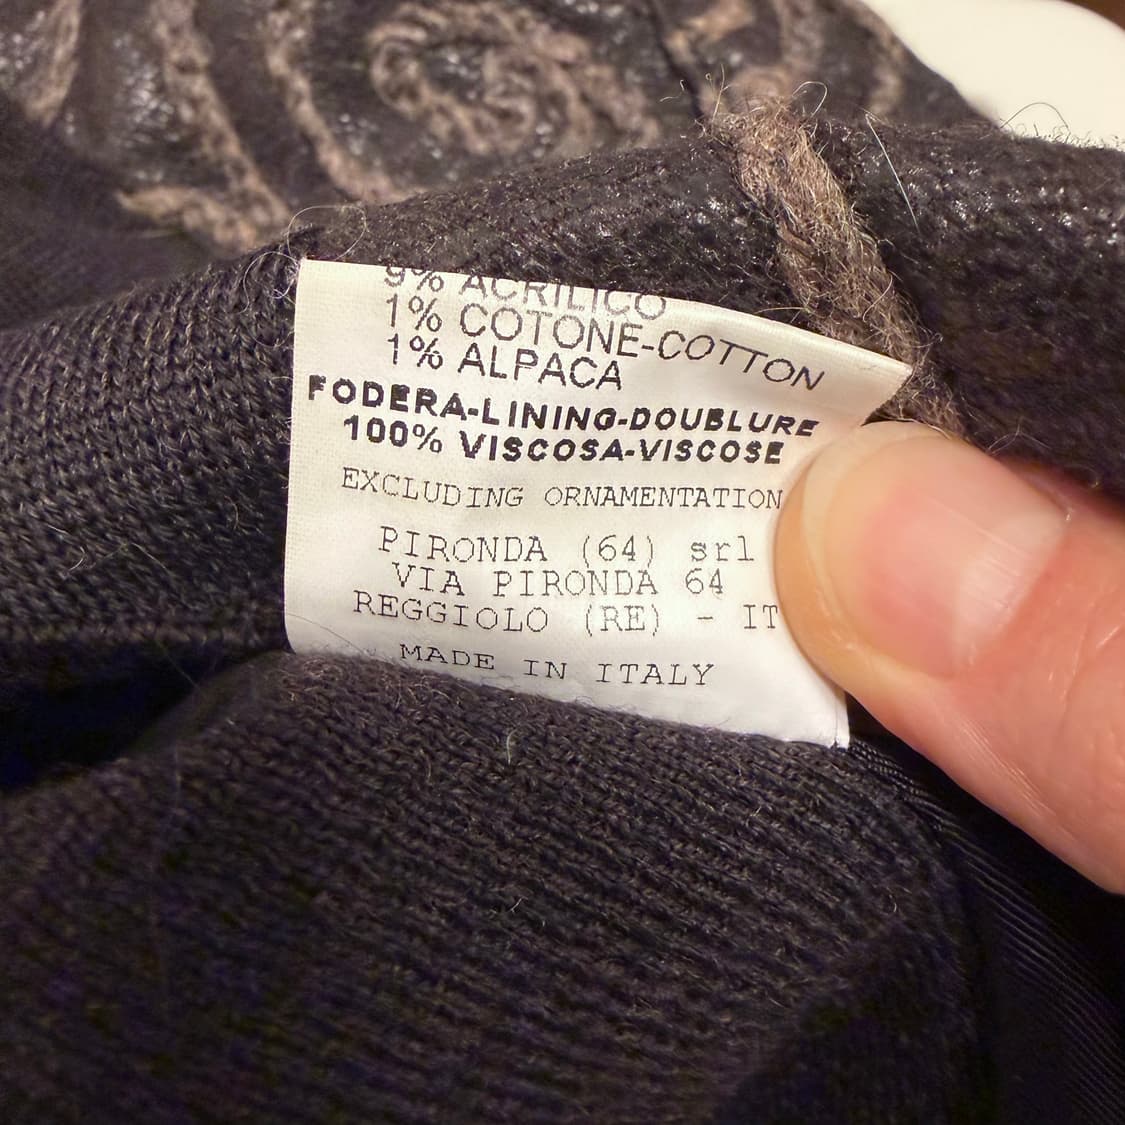 9% ACRILICO
1% COTONE-COTTON
1% ALPACA
FODERA-LINING-DOUBLURE
100% VISCOSA-VISCOSE
EXCLUDING ORNAMENTATION
PIRONDA (64) srl
VIA PIRONDA 64
REGGIOLO (RE) - IT
MADE IN ITALY